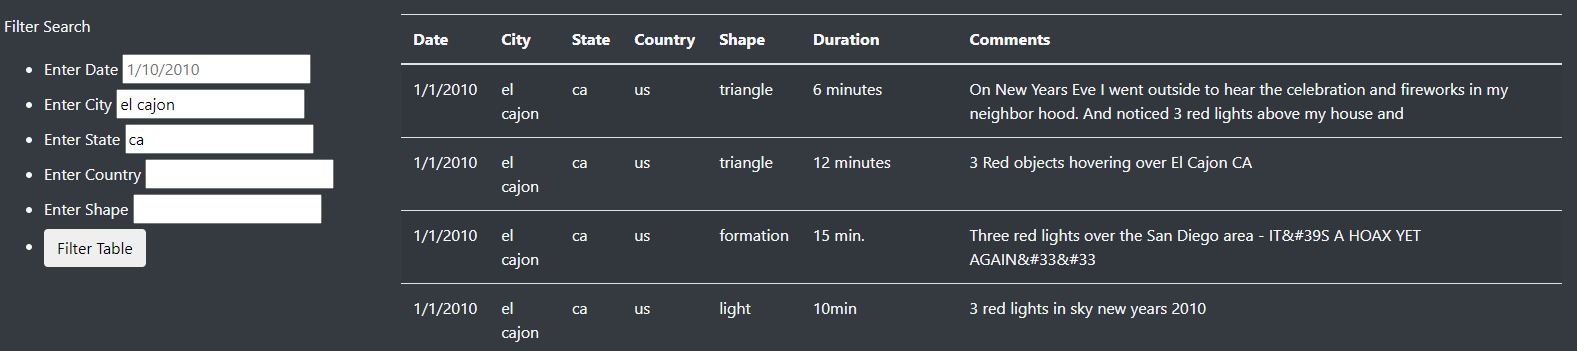 Filter Search
Enter Date 1/10/2010
Enter City el cajon
Enter State ca
Enter Country
Enter Shape
Filter Table
Date City State Country Shape Duration Comments
1/1/2010 el ca us triangle 6 minutes On New Years Eve I went outside to hear the celebration and fireworks in my
cajon neighbor hood. And noticed 3 red lights above my house and
1/1/2010 el ca us triangle 12 minutes 3 Red objects hovering over El Cajon CA
cajon
1/1/2010 el ca us formation 15 min. Three red lights over the San Diego area - IT&#39S A HOAX YET
cajon AGAIN&#33&#33
1/1/2010 el ca us light 10min 3 red lights in sky new years 2010
cajon